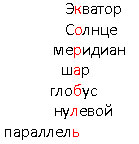 Экватор
Солнце
меридиан
шар
глобус
нулевой
параллель